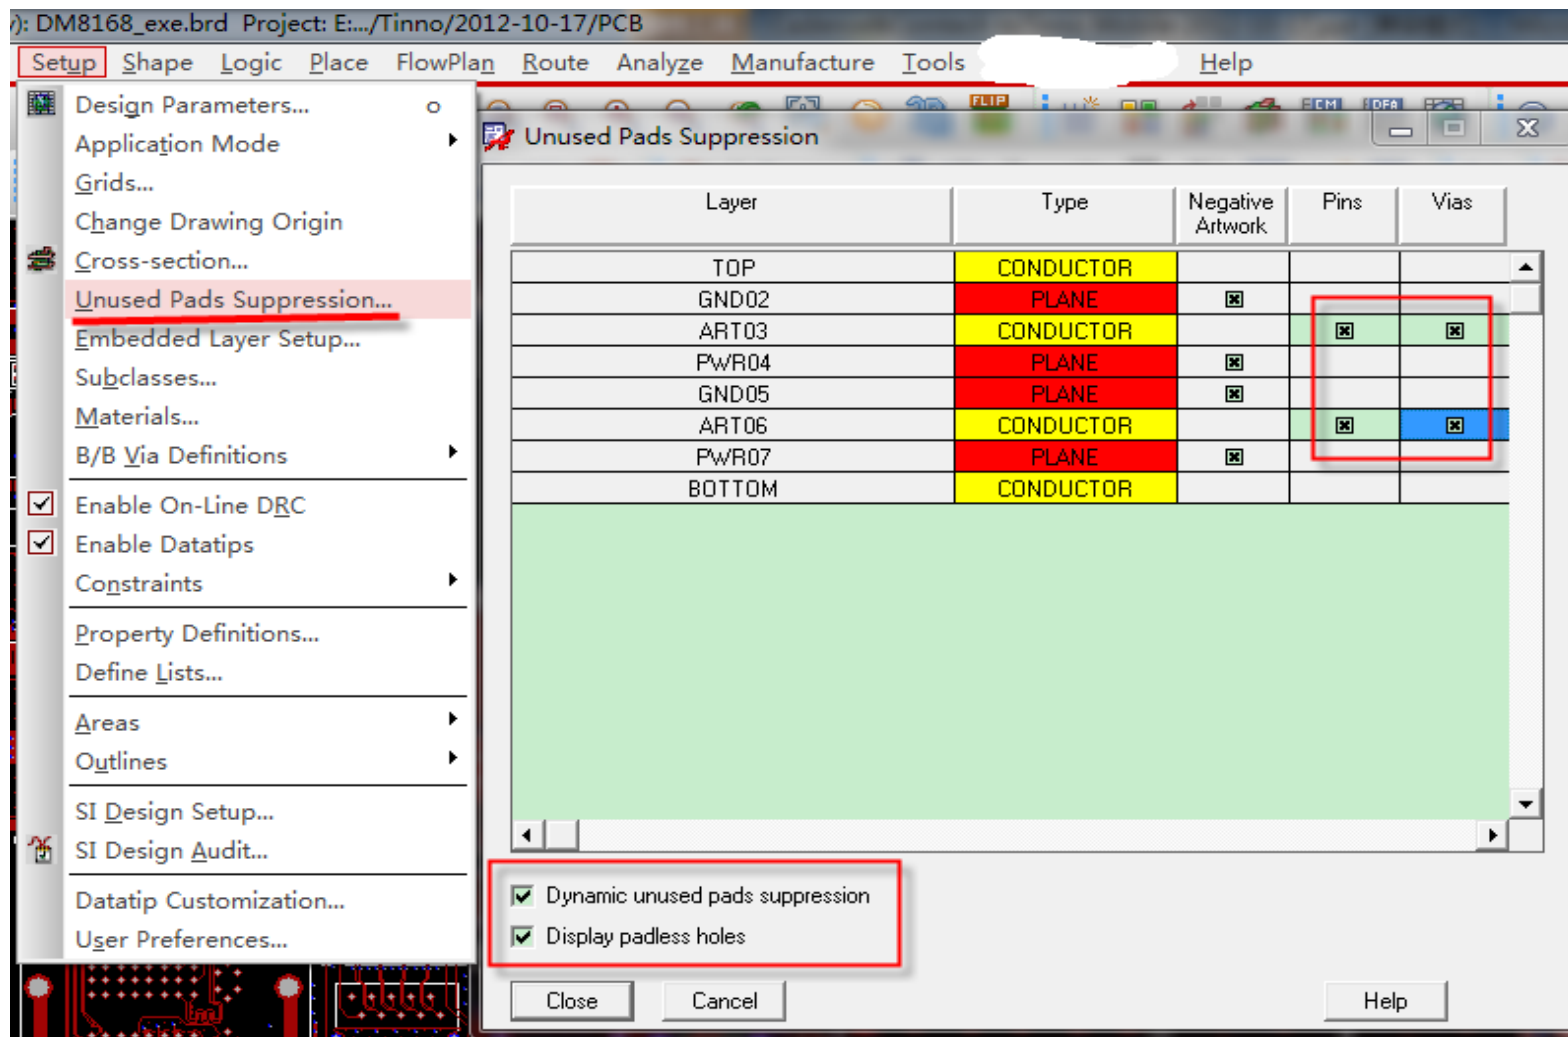 ): DM8168_exe.brd Project: E:.../Tinno/2012-10-17/PCB
Setup Shape Logic Place FlowPlan Route Analyze Manufacture Tools Help
Design Parameters... o
Application Mode
Grids...
Change Drawing Origin
Cross-section...
Unused Pads Suppression...
Embedded Layer Setup...
Subclasses...
Materials...
B/B Via Definitions
Enable On-Line DRC
Enable Datatips
Constraints
Property Definitions...
Define Lists...
Areas
Outlines
SI Design Setup...
SI Design Audit...
Datatip Customization...
User Preferences...
FLIP
CM
DFA
Unused Pads Suppression
Layer Type Negative Artwork Pins Vias
TOP CONDUCTOR
GND02 PLANE
ART03 CONDUCTOR
PWR04 PLANE
GND05 PLANE
ART06 CONDUCTOR
PWR07 PLANE
BOTTOM CONDUCTOR
Dynamic unused pads suppression
Display padless holes
Close Cancel Help